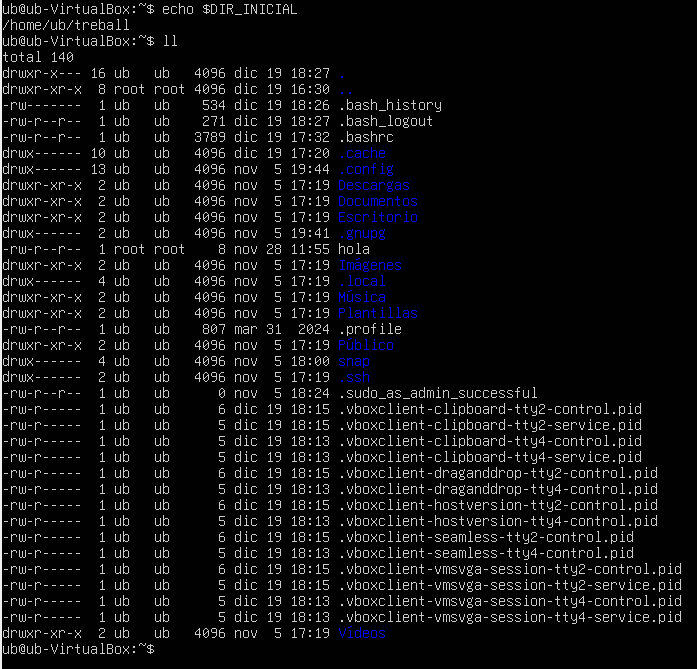 ub@ub-VirtualBox:~$ echo $DIR_INICIAL
/home/ub/treball
ub@ub-VirtualBox:~$ ll
total 140
drwxr-x--- 16 ub   ub   4096 dic 19 18:27 .
drwxr-xr-x  8 root root 4096 dic 19 16:30 ..
-rw-------  1 ub   ub    534 dic 19 18:26 .bash_history
-rw-r--r--  1 ub   ub    271 dic 19 18:27 .bash_logout
-rw-r--r--  1 ub   ub   3789 dic 19 17:32 .bashrc
drwx------ 10 ub   ub   4096 dic 19 17:20 .cache
drwx------ 13 ub   ub   4096 nov  5 19:44 .config
drwxr-xr-x  2 ub   ub   4096 nov  5 17:19 Descargas
drwxr-xr-x  2 ub   ub   4096 nov  5 17:19 Documentos
drwxr-xr-x  2 ub   ub   4096 nov  5 17:19 Escritorio
drwx------  2 ub   ub   4096 nov  5 19:41 .gnupg
-rw-r--r--  1 root root    8 nov 28 11:55 hola
drwxr-xr-x  2 ub   ub   4096 nov  5 17:19 Imágenes
drwx------  4 ub   ub   4096 nov  5 17:19 .local
drwxr-xr-x  2 ub   ub   4096 nov  5 17:19 Música
drwxr-xr-x  2 ub   ub   4096 nov  5 17:19 Plantillas
-rw-r--r--  1 ub   ub    807 mar 31  2024 .profile
drwxr-xr-x  2 ub   ub   4096 nov  5 17:19 Público
drwx------  4 ub   ub   4096 nov  5 18:00 snap
drwx------  2 ub   ub   4096 nov  5 17:19 .ssh
-rw-r--r--  1 ub   ub      0 nov  5 18:24 .sudo_as_admin_successful
-rw-r-----  1 ub   ub      6 dic 19 18:15 .vboxclient-clipboard-tty2-control.pid
-rw-r-----  1 ub   ub      5 dic 19 18:15 .vboxclient-clipboard-tty2-service.pid
-rw-r-----  1 ub   ub      5 dic 19 18:13 .vboxclient-clipboard-tty4-control.pid
-rw-r-----  1 ub   ub      5 dic 19 18:13 .vboxclient-clipboard-tty4-service.pid
-rw-r-----  1 ub   ub      6 dic 19 18:15 .vboxclient-draganddrop-tty2-control.pid
-rw-r-----  1 ub   ub      5 dic 19 18:13 .vboxclient-draganddrop-tty4-control.pid
-rw-r-----  1 ub   ub      6 dic 19 18:15 .vboxclient-hostversion-tty2-control.pid
-rw-r-----  1 ub   ub      5 dic 19 18:13 .vboxclient-hostversion-tty4-control.pid
-rw-r-----  1 ub   ub      6 dic 19 18:15 .vboxclient-seamless-tty2-control.pid
-rw-r-----  1 ub   ub      5 dic 19 18:13 .vboxclient-seamless-tty4-control.pid
-rw-r-----  1 ub   ub      6 dic 19 18:15 .vboxclient-vmsvga-session-tty2-control.pid
-rw-r-----  1 ub   ub      5 dic 19 18:15 .vboxclient-vmsvga-session-tty2-service.pid
-rw-r-----  1 ub   ub      5 dic 19 18:13 .vboxclient-vmsvga-session-tty4-control.pid
-rw-r-----  1 ub   ub      5 dic 19 18:13 .vboxclient-vmsvga-session-tty4-service.pid
drwxr-xr-x  2 ub   ub   4096 nov  5 17:19 Vídeos
ub@ub-VirtualBox:~$